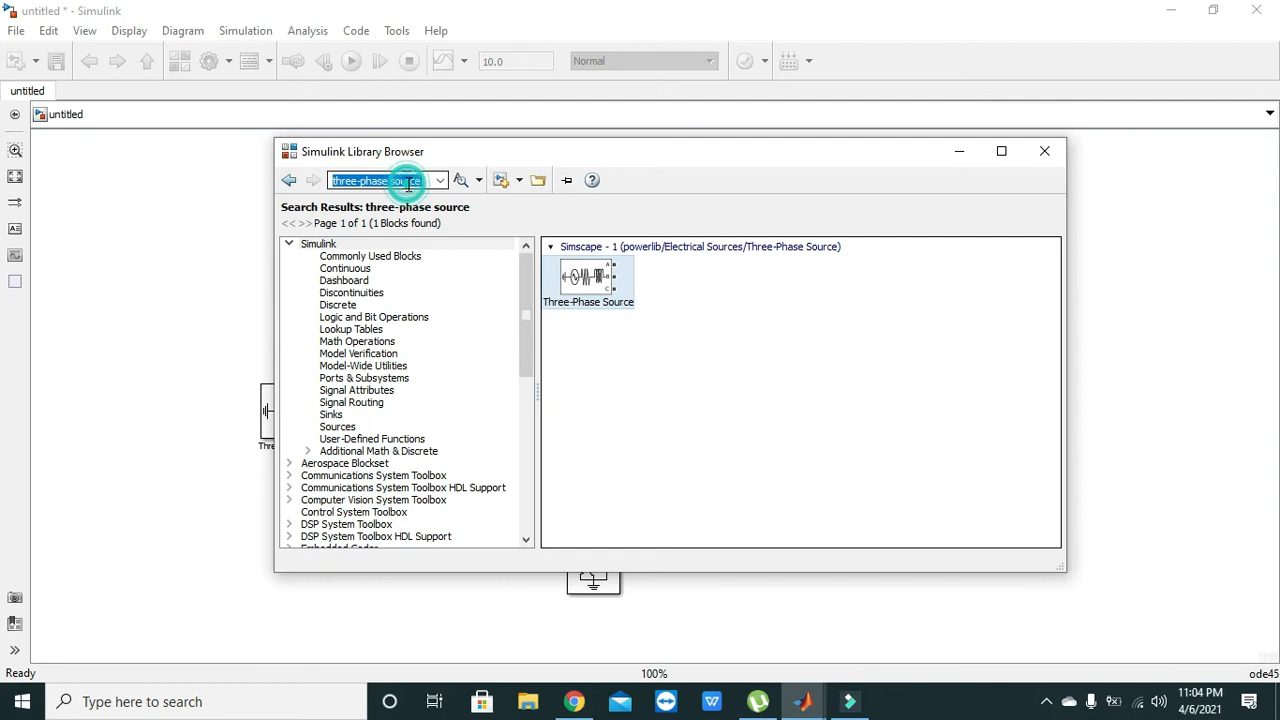 untitled * - Simulink
File Edit View Display Diagram Simulation Analysis Code Tools Help
10.0 Normal
untitled
untitled
Simulink Library Browser
three-phase source
Search Results: three-phase source
<< >> Page 1 of 1 (1 Blocks found)
Simulink
Commonly Used Blocks
Continuous
Dashboard
Discontinuities
Discrete
Logic and Bit Operations
Lookup Tables
Math Operations
Model Verification
Model-Wide Utilities
Ports & Subsystems
Signal Attributes
Signal Routing
Sinks
Sources
User-Defined Functions
Additional Math & Discrete
Aerospace Blockset
Communications System Toolbox
Communications System Toolbox HDL Support
Computer Vision System Toolbox
Control System Toolbox
DSP System Toolbox
DSP System Toolbox HDL Support
Embedded Coder
Simscape - 1 (powerlib/Electrical Sources/Three-Phase Source)
A
B
C
Three-Phase Source
Thre
Ready 100% ode45
Type here to search
11:04 PM
4/6/2021